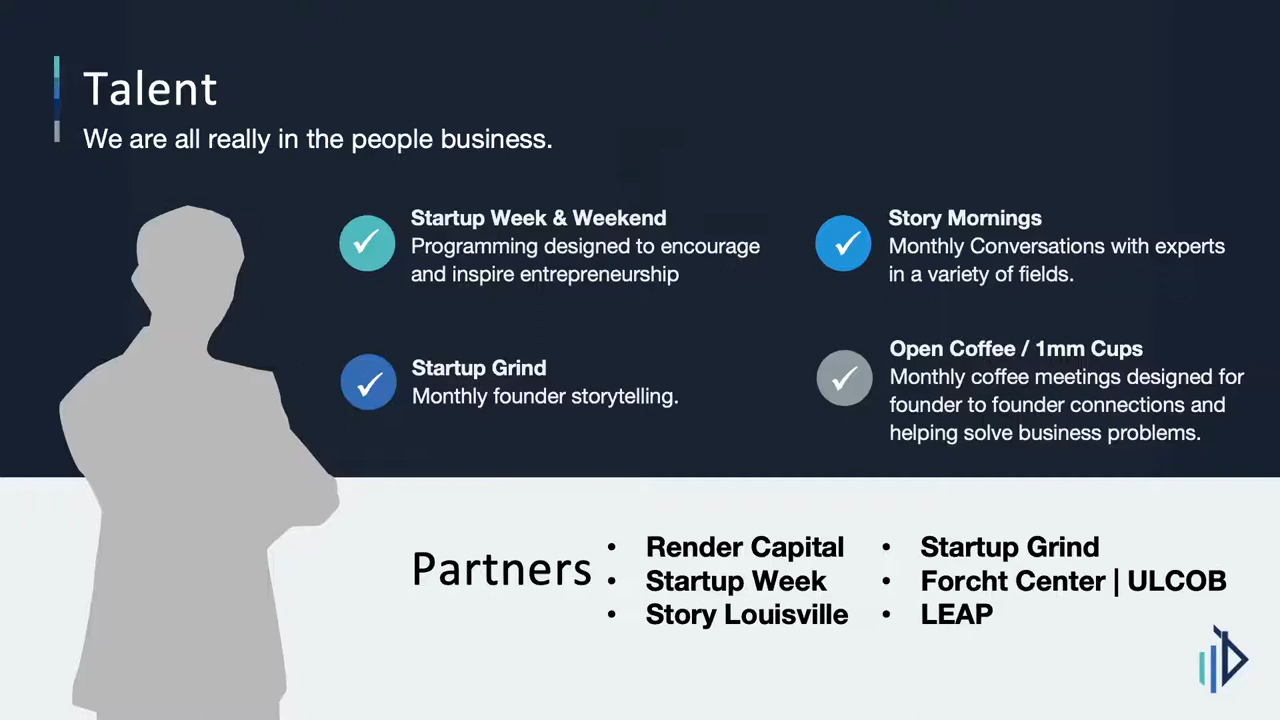 Talent
We are all really in the people business.
Startup Week & Weekend
Programming designed to encourage
and inspire entrepreneurship
Story Mornings
Monthly Conversations with experts
in a variety of fields.
Startup Grind
Monthly founder storytelling.
Open Coffee / 1mm Cups
Monthly coffee meetings designed for
founder to founder connections and
helping solve business problems.
Partners
• Render Capital
• Startup Week
• Story Louisville
• Startup Grind
• Forcht Center | ULCOB
• LEAP